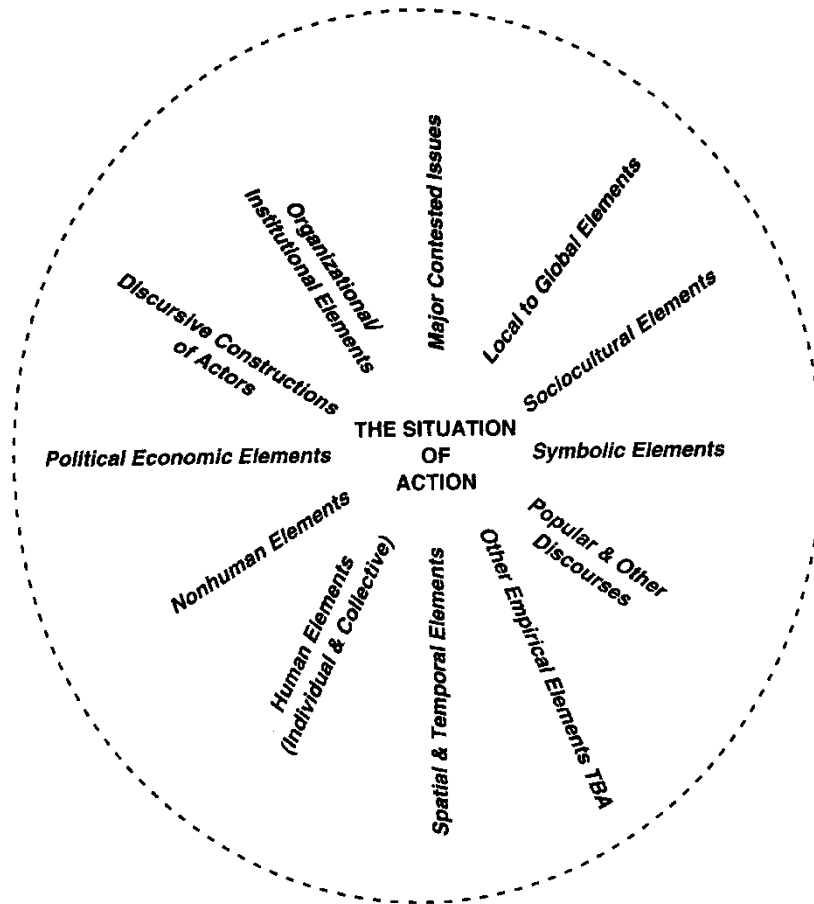 Major Contested Issues
Local to Global Elements
Sociocultural Elements
Symbolic Elements
Popular & Other
Discourses
Other Empirical Elements TBA
Spatial & Temporal Elements
Human Elements
(Individual & Collective)
Nonhuman Elements
Political Economic Elements
Discursive Constructions
of Actors
Organizational/
Institutional Elements
THE SITUATION
OF
ACTION